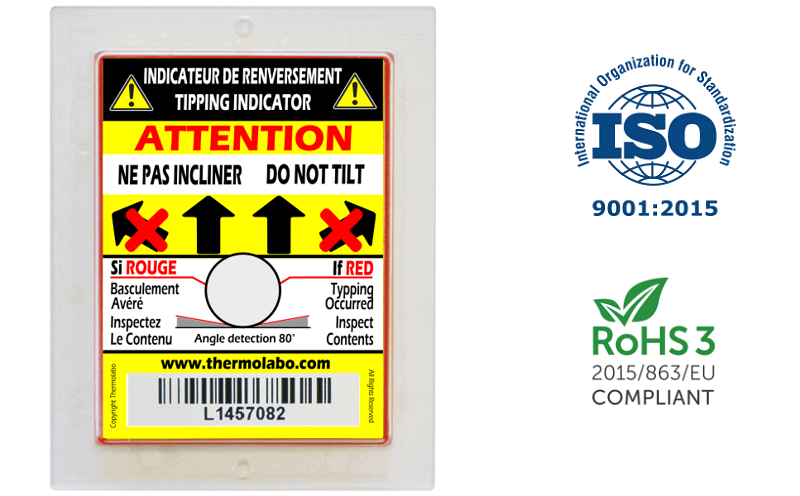 INDICATEUR DE RENVERSEMENT
TIPPING INDICATOR
ATTENTION
NE PAS INCLINER DO NOT TILT
Si ROUGE
Basculement
Avéré
Inspectez
Le Contenu
If RED
Typping
Occurred
Inspect
Contents
Angle detection 80°
www.thermolabo.com
Copyright Thermolabo
L1457082
All Rights Reserved
International Organization for Standardization
ISO
9001:2015
RoHS 3
2015/863/EU
COMPLIANT